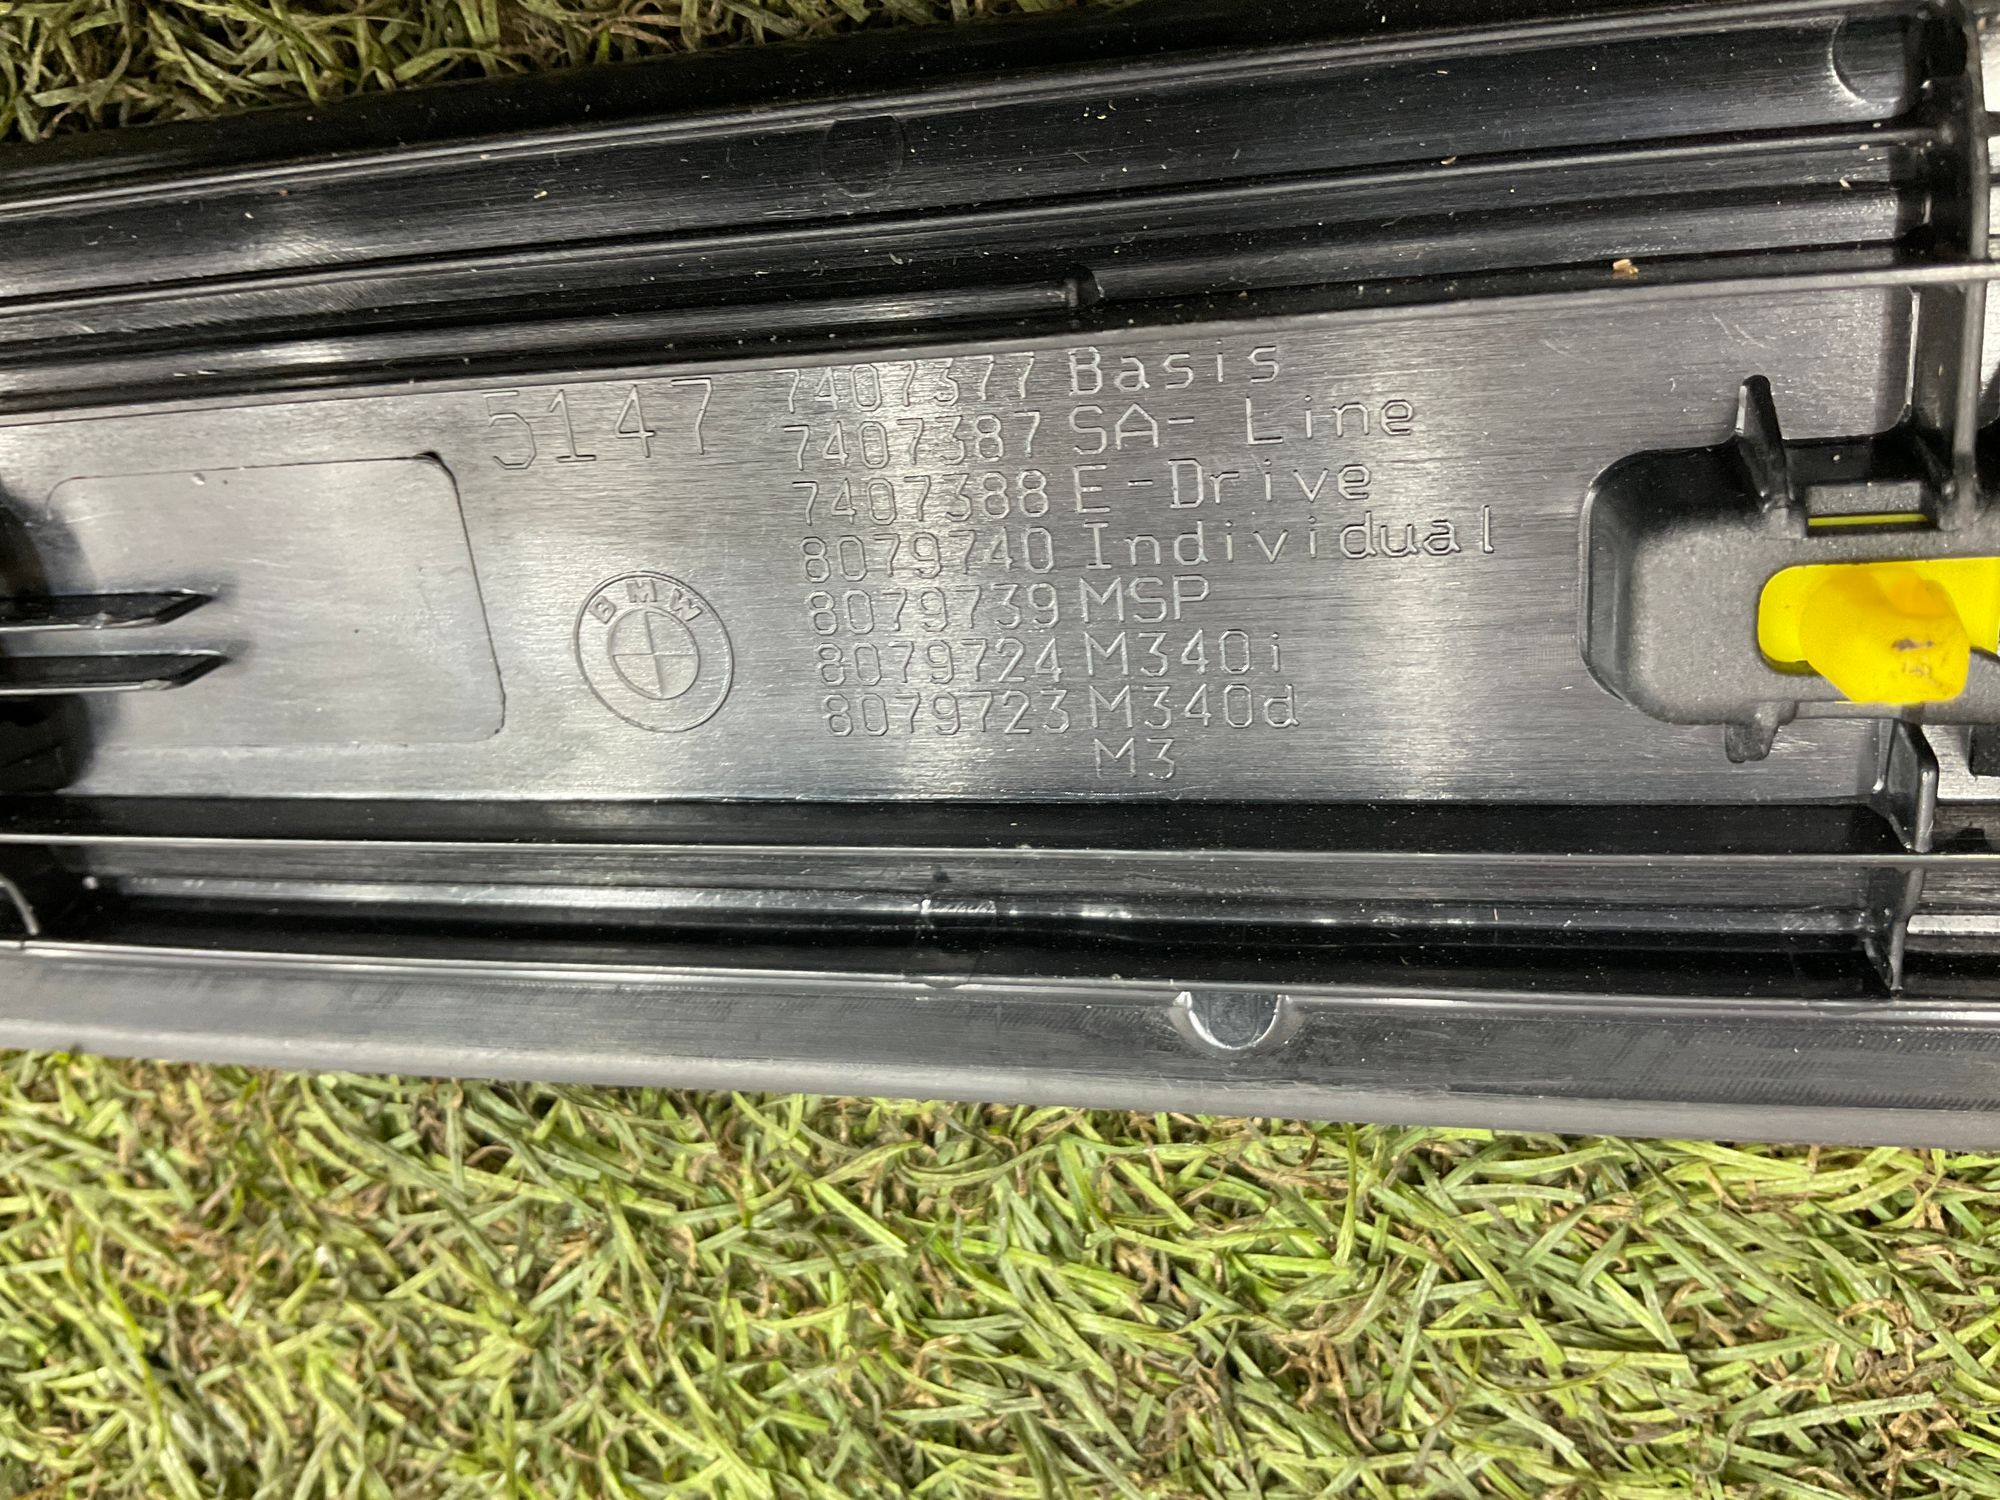 5147 7407377 Basis
7407387 SA- Line
7407388 E-Drive
8079740 Individual
8079739 MSP
8079724 M340i
8079723 M340d
M3
BMW